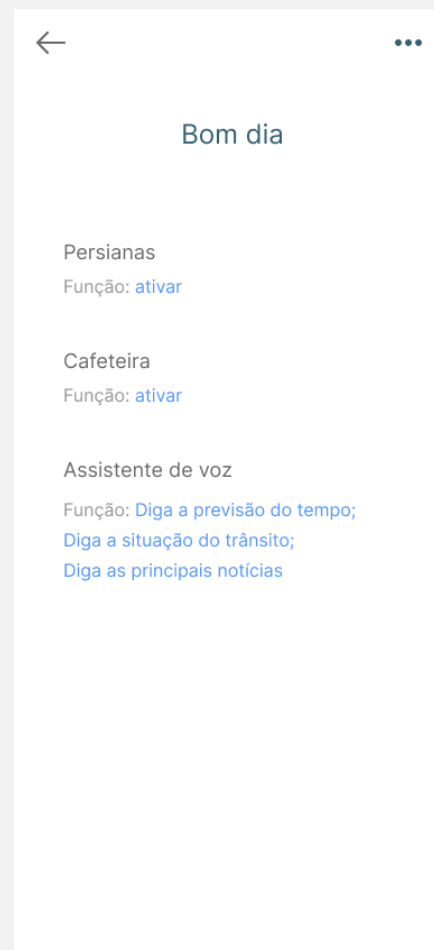 Bom dia
Persianas
Função: ativar
Cafeteira
Função: ativar
Assistente de voz
Função: Diga a previsão do tempo;
Diga a situação do trânsito;
Diga as principais notícias